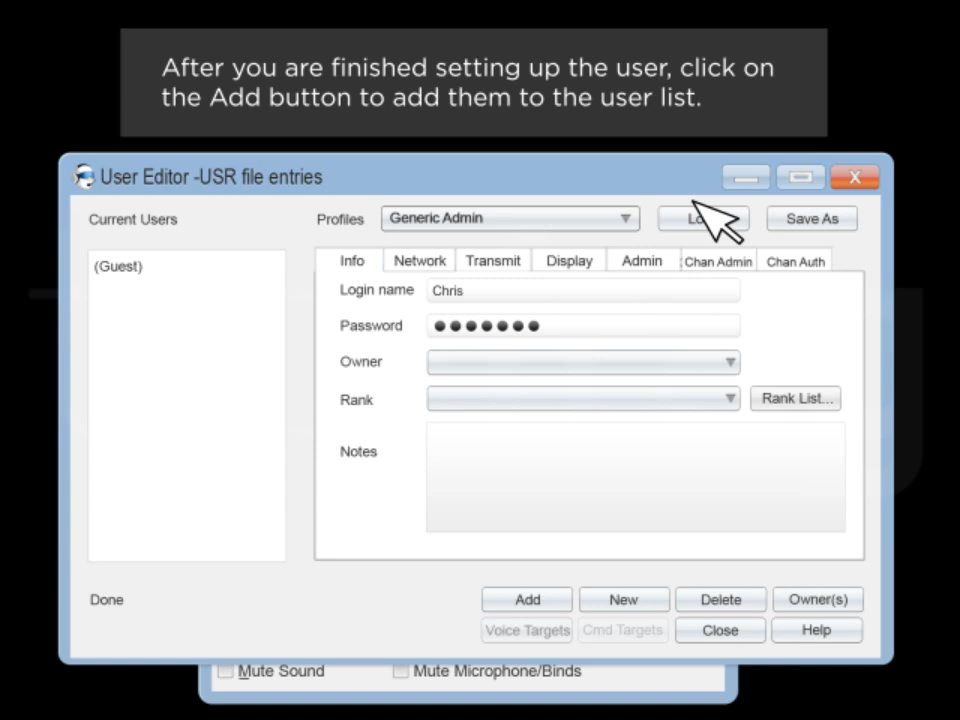 After you are finished setting up the user, click on
the Add button to add them to the user list.
User Editor -USR file entries
X
Current Users
Profiles Generic Admin Save As
(Guest)
Info Network Transmit Display Admin Chan Admin Chan Auth
Login name Chris
Password
Owner
Rank Rank List...
Notes
Done
Add New Delete Owner(s)
Voice Targets Cmd Targets Close Help
Mute Sound Mute Microphone/Binds